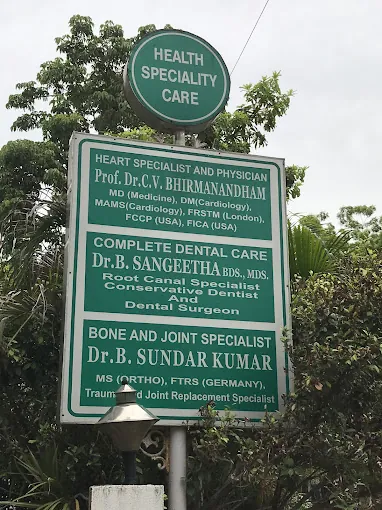 HEALTH
SPECIALITY
CARE
HEART SPECIALIST AND PHYSICIAN
Prof. Dr.C.V. BHIRMANANDHAM
MD (Medicine), DM(Cardiology),
MAMS(Cardiology), FRSTM (London),
FCCP (USA), FICA (USA)
COMPLETE DENTAL CARE
Dr.B. SANGEETHA BDS., MDS.
Root Canal Specialist
Conservative Dentist
And
Dental Surgeon
BONE AND JOINT SPECIALIST
Dr.B. SUNDAR KUMAR
MS (ORTHO), FTRS (GERMANY),
Joint Replacement Specialist